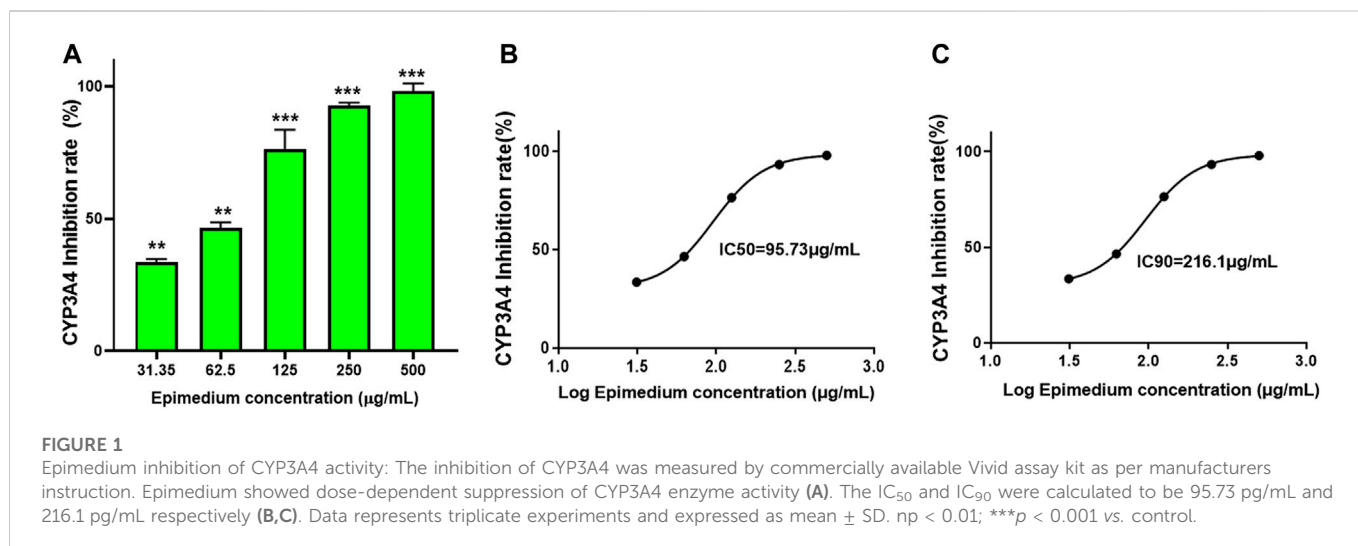 A
CYP3A4 Inhibition rate (%)
100
50
0
**
**
***
***
***
31.35 62.5 125 250 500
Epimedium concentration (µg/mL)
B
CYP3A4 Inhibition rate(%)
100
50
0
IC50=95.73µg/mL
1.0 1.5 2.0 2.5 3.0
Log Epimedium concentration (µg/mL)
C
CYP3A4 Inhibition rate(%)
100
50
0
IC90=216.1µg/mL
1.0 1.5 2.0 2.5 3.0
Log Epimedium concentration (µg/mL)
FIGURE 1
Epimedium inhibition of CYP3A4 activity: The inhibition of CYP3A4 was measured by commercially available Vivid assay kit as per manufacturers
instruction. Epimedium showed dose-dependent suppression of CYP3A4 enzyme activity (A). The IC50 and IC90 were calculated to be 95.73 pg/mL and
216.1 pg/mL respectively (B,C). Data represents triplicate experiments and expressed as mean ± SD. np < 0.01; ***p < 0.001 vs. control.